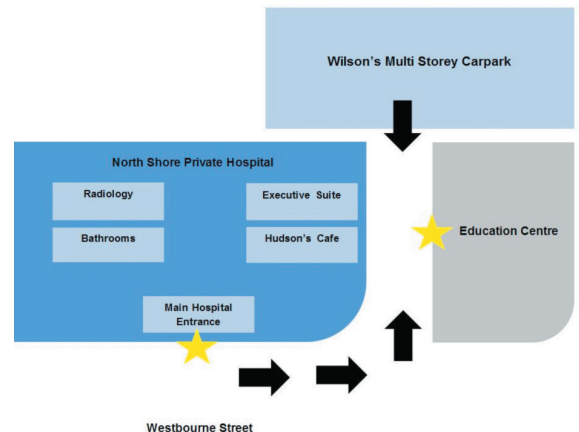 Wilson's Multi Storey Carpark
North Shore Private Hospital
Radiology
Executive Suite
Bathrooms
Hudson's Cafe
Education Centre
Main Hospital
Entrance
Westbourne Street